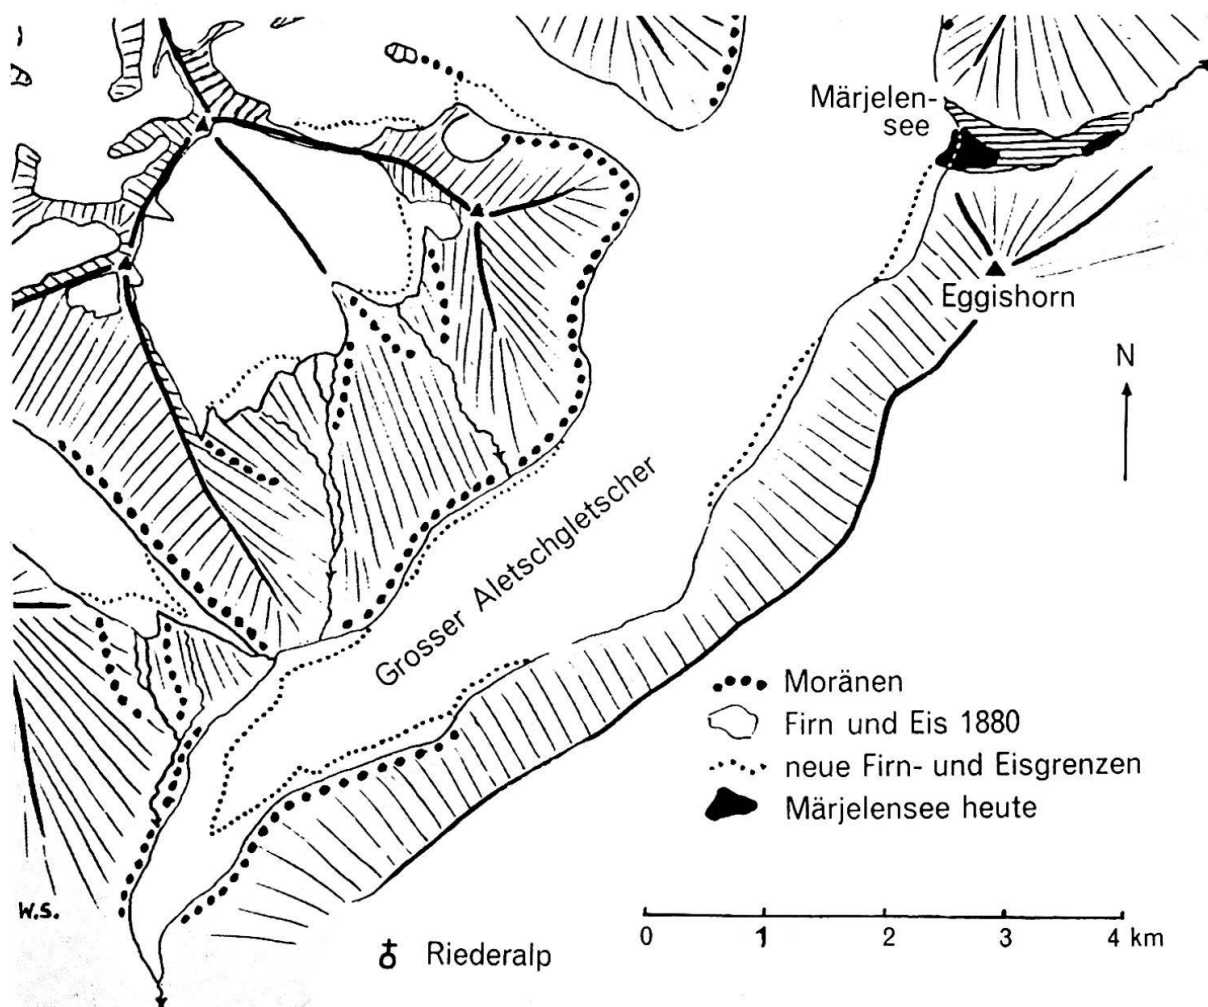 Märjelen-
see
Eggishorn
N
Grosser Aletschgletscher
Moränen
Firn und Eis 1880
neue Firn- und Eisgrenzen
Märjelensee heute
W.S.
0 1 2 3 4 km
Riederalp